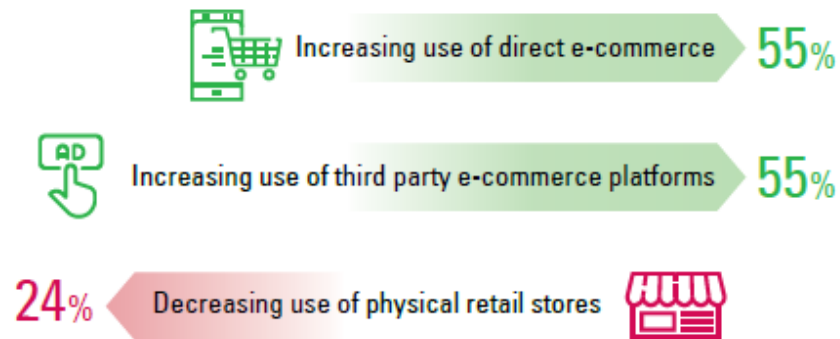 Increasing use of direct e-commerce 55%
AD
Increasing use of third party e-commerce platforms 55%
24% Decreasing use of physical retail stores